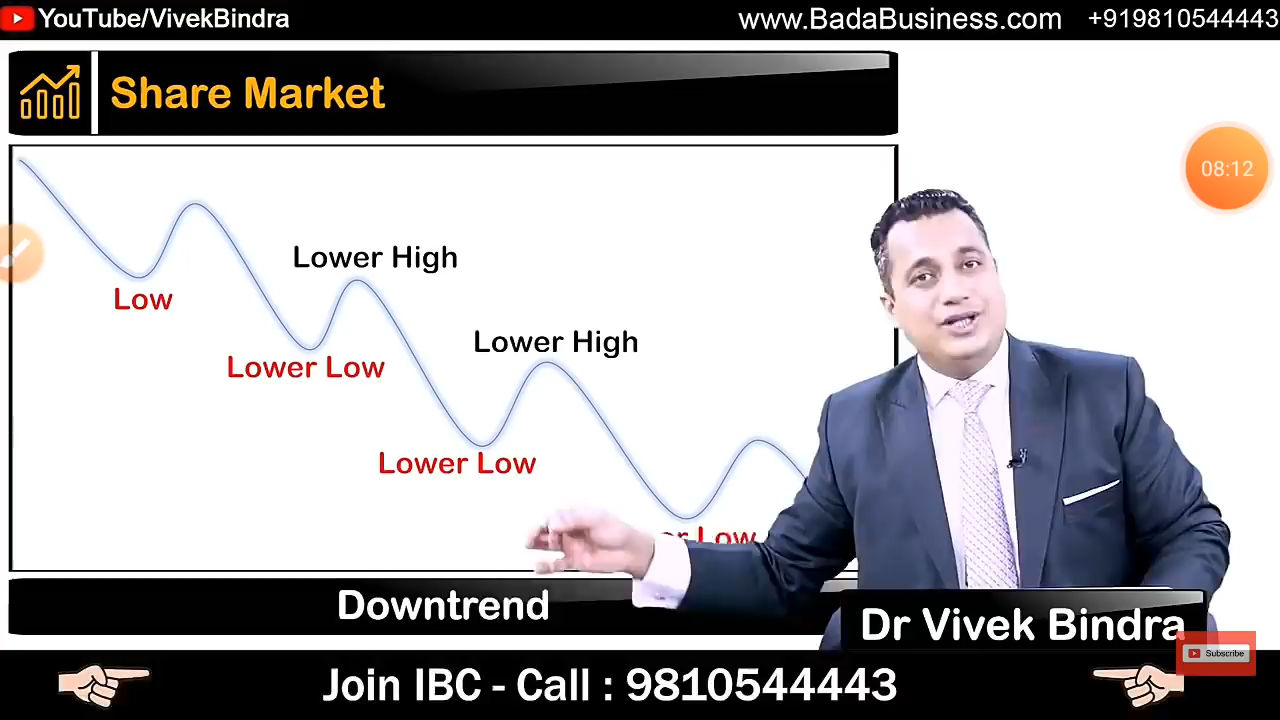 YouTube/VivekBindra
www.BadaBusiness.com +919810544443
Share Market
08:12
Lower High
Low
Lower High
Lower Low
Lower Low
Low
Downtrend
Dr Vivek Bindra
Subscribe
Join IBC - Call : 9810544443